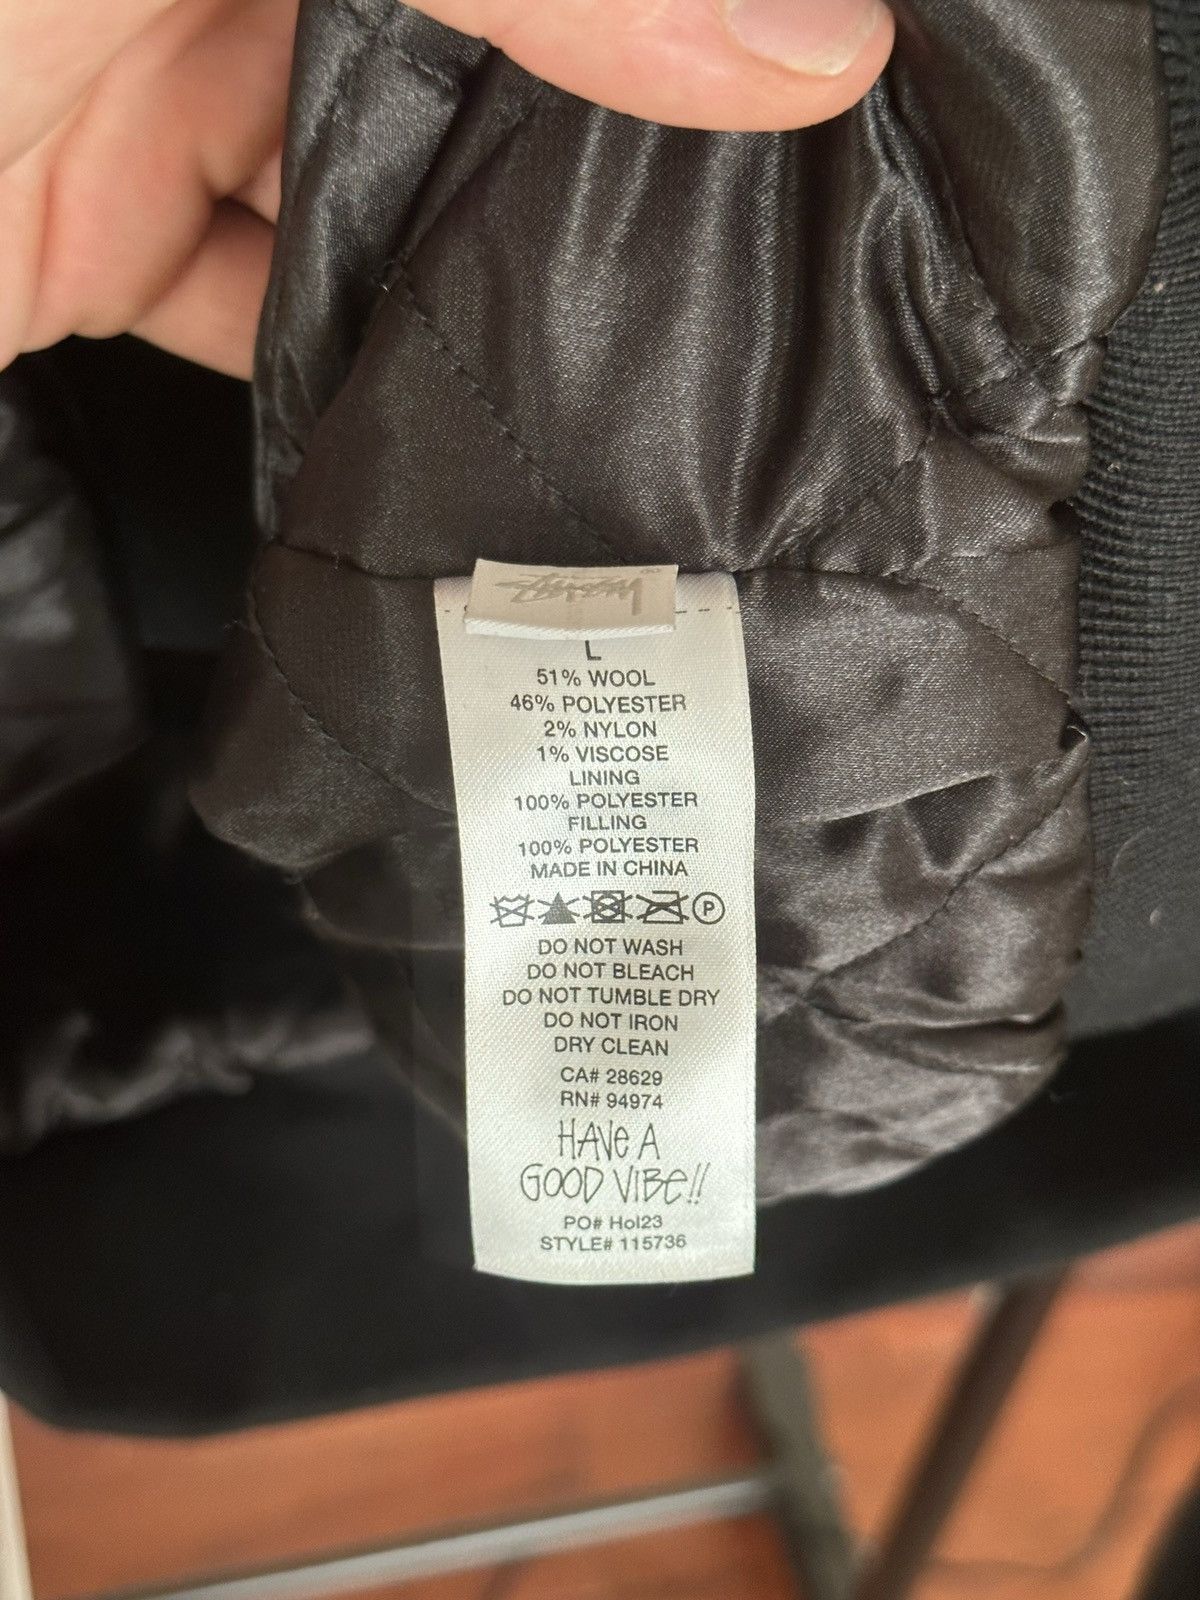 Stüssy ®
L
51% WOOL
46% POLYESTER
2% NYLON
1% VISCOSE
LINING
100% POLYESTER
FILLING
100% POLYESTER
MADE IN CHINA
P
DO NOT WASH
DO NOT BLEACH
DO NOT TUMBLE DRY
DO NOT IRON
DRY CLEAN
CA# 28629
RN# 94974
HAVe A
GOOD VIBe!!
PO# Hol23
STYLE# 115736